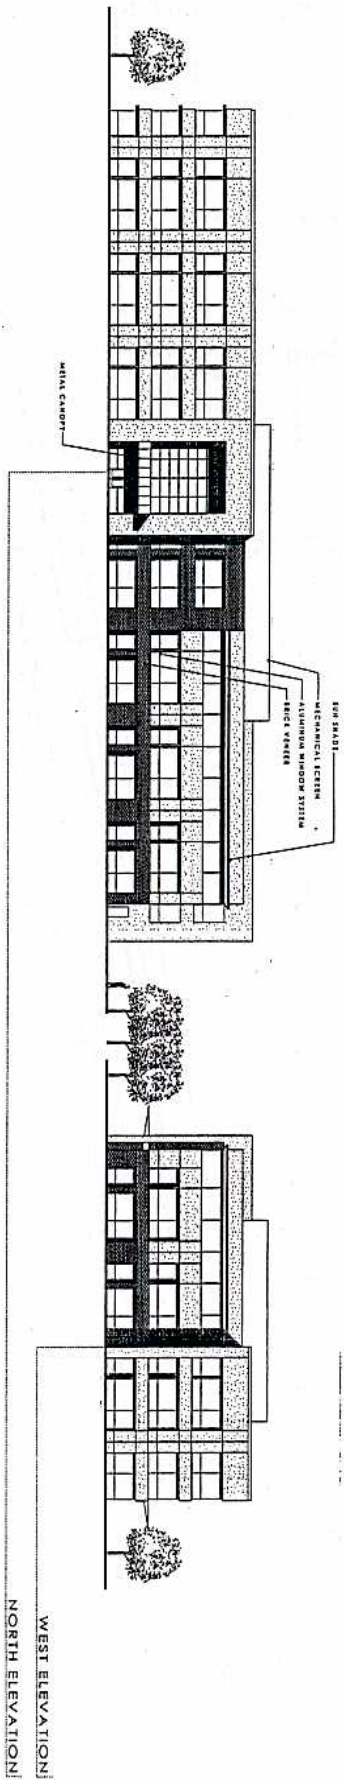 SUN SHADE
MECHANICAL SCREEN
ALUMINUM WINDOW SYSTEM
BRICK VENEER
METAL CANOPY
WEST ELEVATION
NORTH ELEVATION